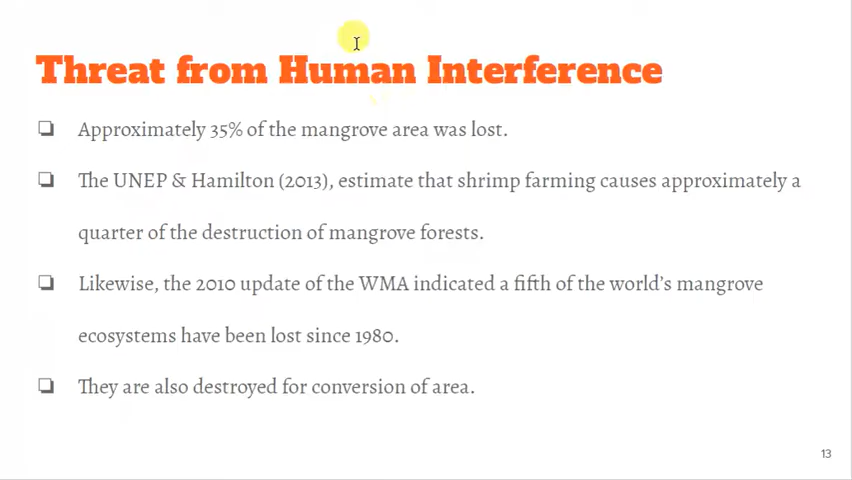 Threat from Human Interference
❏ Approximately 35% of the mangrove area was lost.
❏ The UNEP & Hamilton (2013), estimate that shrimp farming causes approximately a
quarter of the destruction of mangrove forests.
❏ Likewise, the 2010 update of the WMA indicated a fifth of the world's mangrove
ecosystems have been lost since 1980.
❏ They are also destroyed for conversion of area.
13